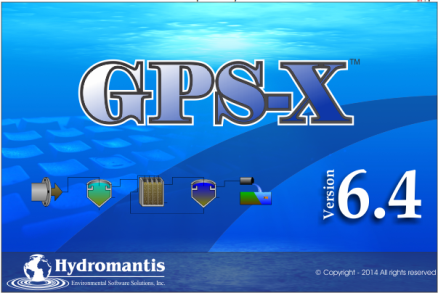 GPS-X™
Version 6.4
Hydromantis
Environmental Software Solutions, Inc.
© Copyright - 2014 All rights reserved